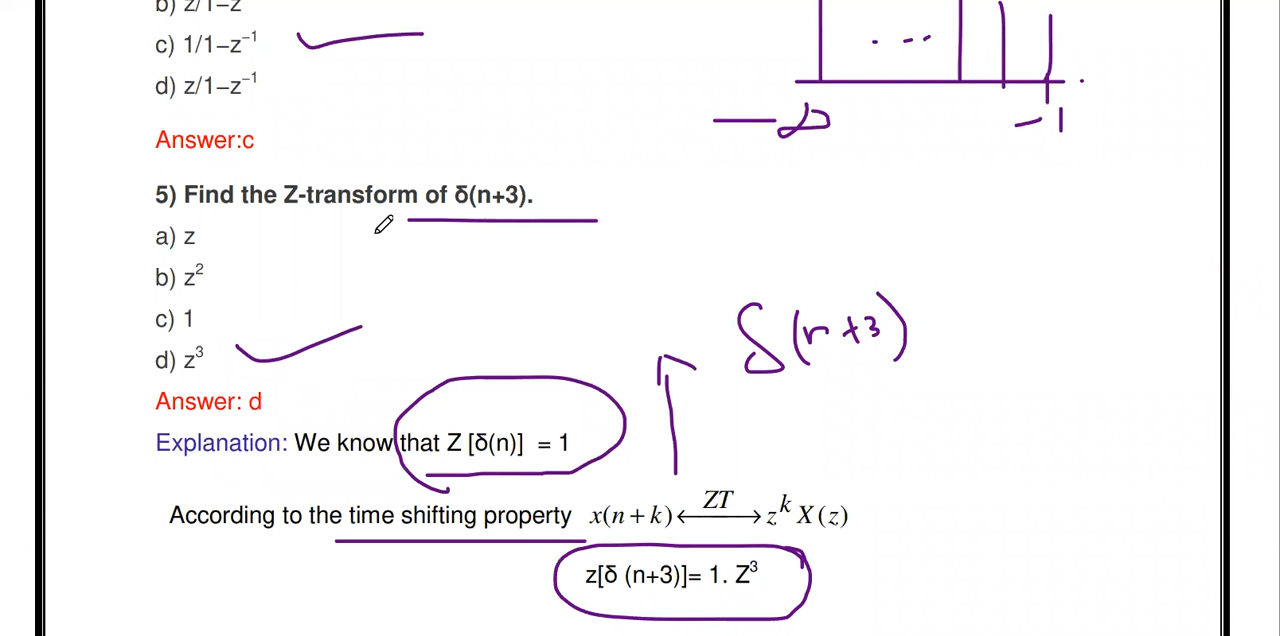 b) z/1–z
c) 1/1–z⁻¹
d) z/1–z⁻¹
Answer:c
5) Find the Z-transform of δ(n+3).
a) z
b) z²
c) 1
d) z³
Answer: d
Explanation: We know that Z [δ(n)] = 1
According to the time shifting property x(n + k) ⟷ ZT zᵏ X(z)
z[δ (n+3)]= 1. Z³
... 
–∞ –1
δ(n+3)